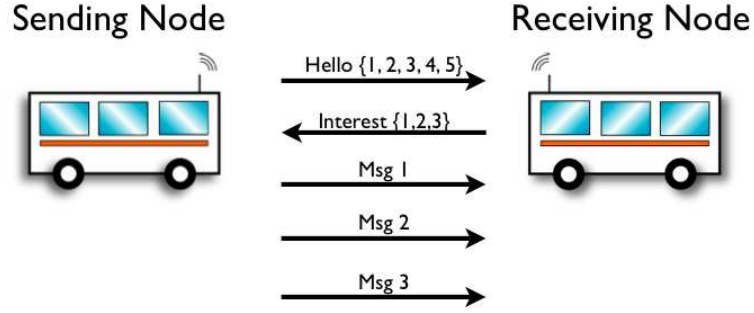 Sending Node
Receiving Node
Hello {1, 2, 3, 4, 5}
Interest {1,2,3}
Msg 1
Msg 2
Msg 3